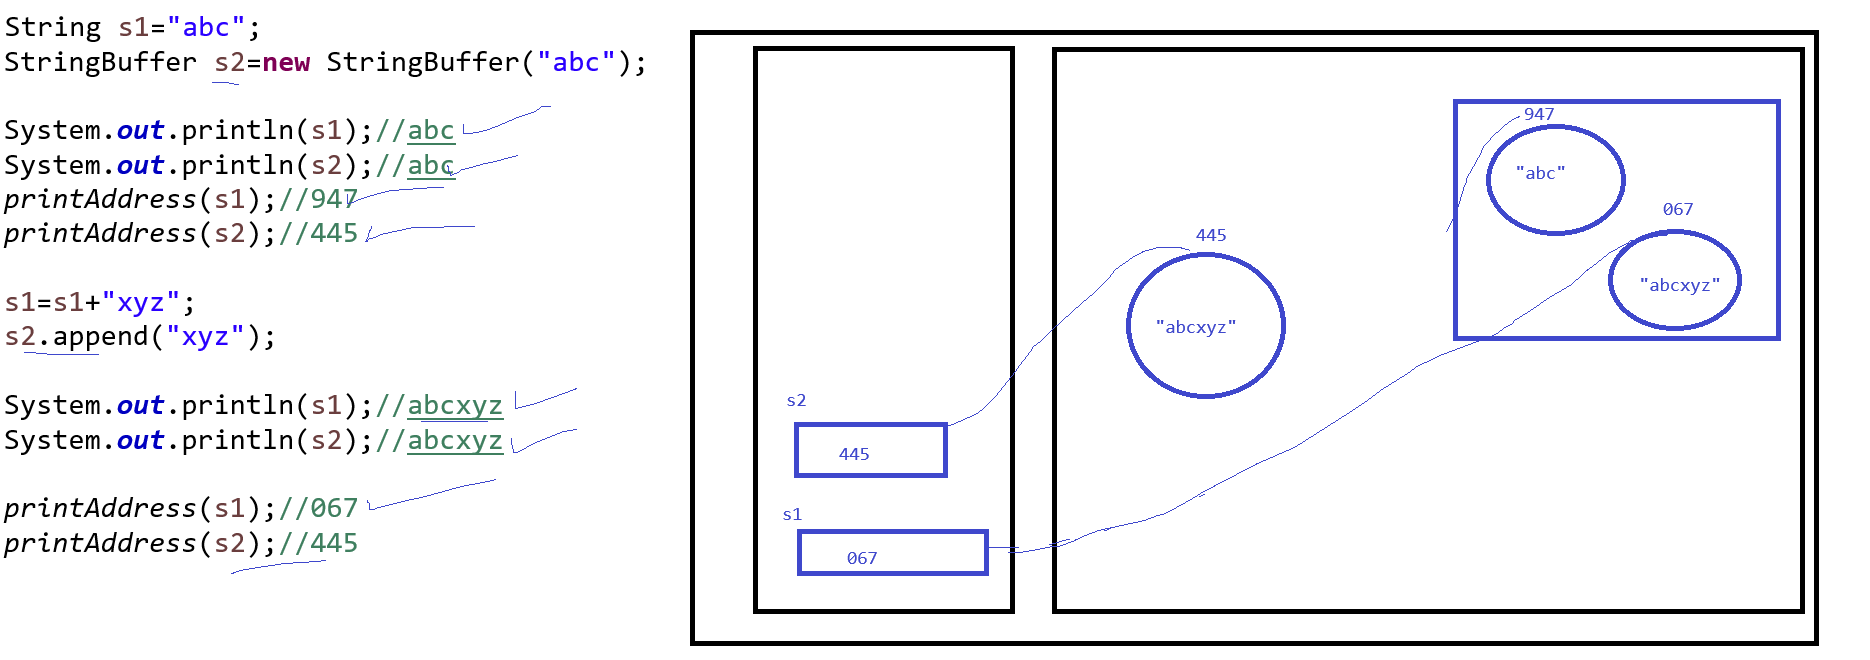 String s1="abc";
StringBuffer s2=new StringBuffer("abc");
System.out.println(s1);//abc
System.out.println(s2);//abc
printAddress(s1);//947
printAddress(s2);//445
s1=s1+"xyz";
s2.append("xyz");
System.out.println(s1);//abcxyz
System.out.println(s2);//abcxyz
printAddress(s1);//067
printAddress(s2);//445
s2
445
s1
067
445
"abcxyz"
947
"abc"
067
"abcxyz"